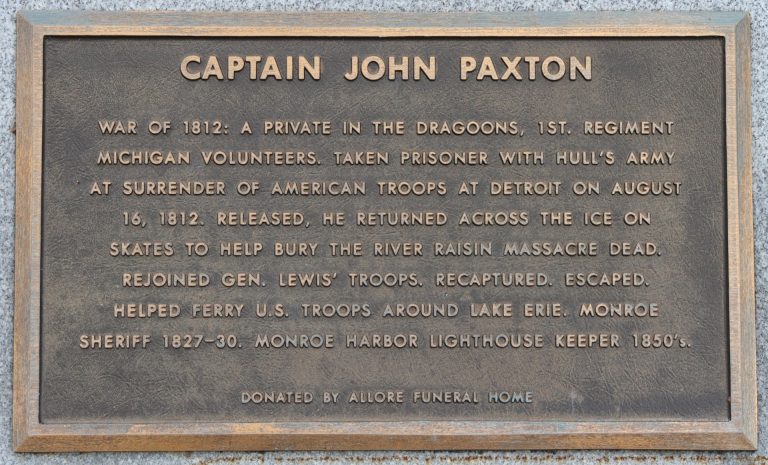 CAPTAIN JOHN PAXTON
WAR OF 1812: A PRIVATE IN THE DRAGOONS, 1ST. REGIMENT
MICHIGAN VOLUNTEERS. TAKEN PRISONER WITH HULL'S ARMY
AT SURRENDER OF AMERICAN TROOPS AT DETROIT ON AUGUST
16, 1812. RELEASED, HE RETURNED ACROSS THE ICE ON
SKATES TO HELP BURY THE RIVER RAISIN MASSACRE DEAD.
REJOINED GEN. LEWIS' TROOPS. RECAPTURED. ESCAPED.
HELPED FERRY U.S. TROOPS AROUND LAKE ERIE. MONROE
SHERIFF 1827-30. MONROE HARBOR LIGHTHOUSE KEEPER 1850's.
DONATED BY ALLORE FUNERAL HOME